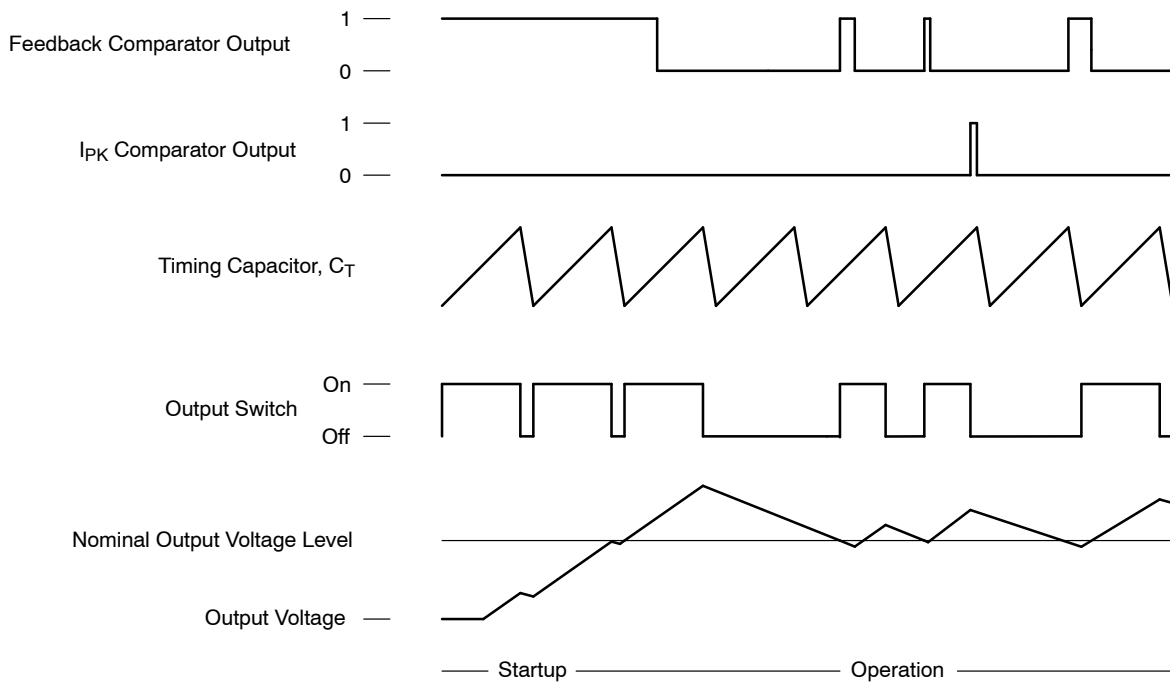 1
Feedback Comparator Output
0
1
IPK Comparator Output
0
Timing Capacitor, CT
On
Output Switch
Off
Nominal Output Voltage Level
Output Voltage
Startup
Operation